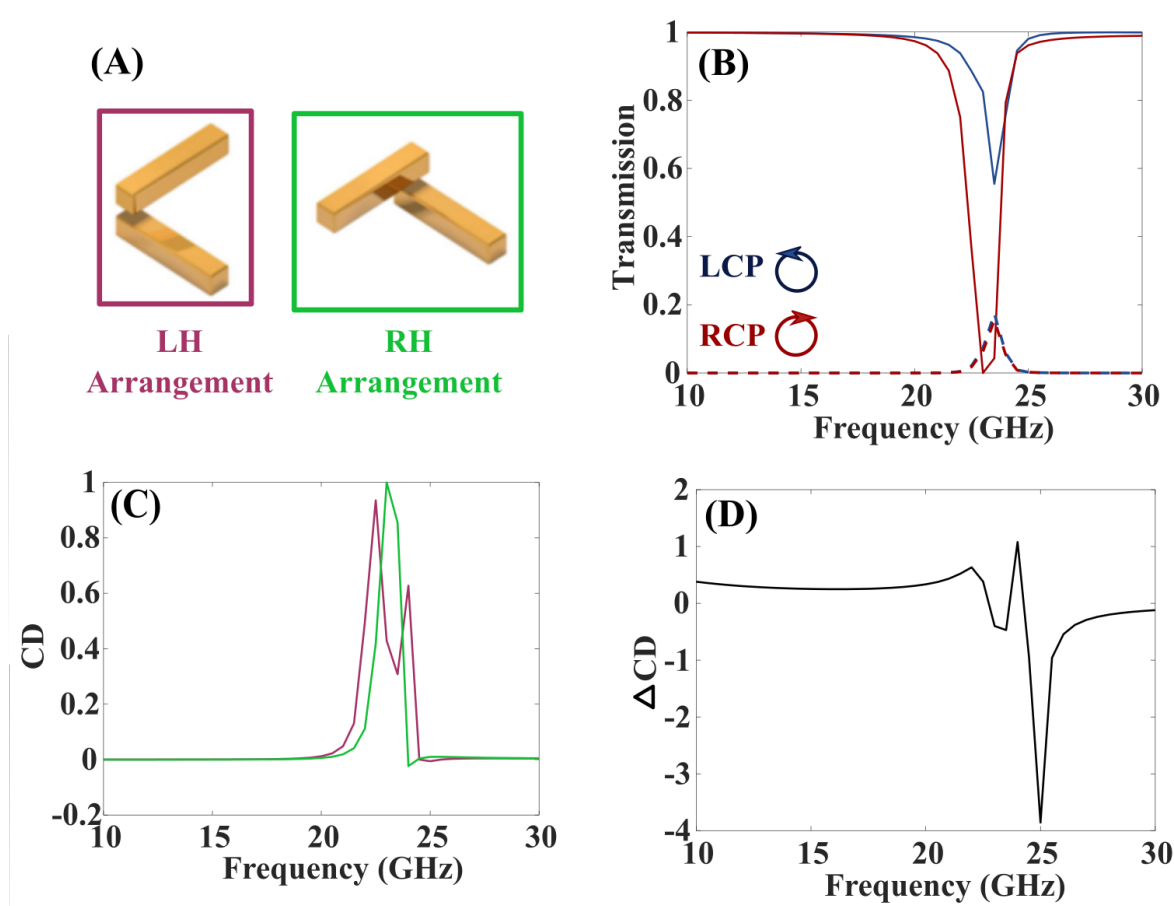 (A)
LH
Arrangement
RH
Arrangement
(B)
Transmission
1
0.8
0.6
0.4
0.2
0
LCP
RCP
10
15
20
25
30
Frequency (GHz)
(C)
CD
1
0.8
0.6
0.4
0.2
0
-0.2
10
15
20
25
30
Frequency (GHz)
(D)
△CD
2
1
0
-1
-2
-3
-4
10
15
20
25
30
Frequency (GHz)